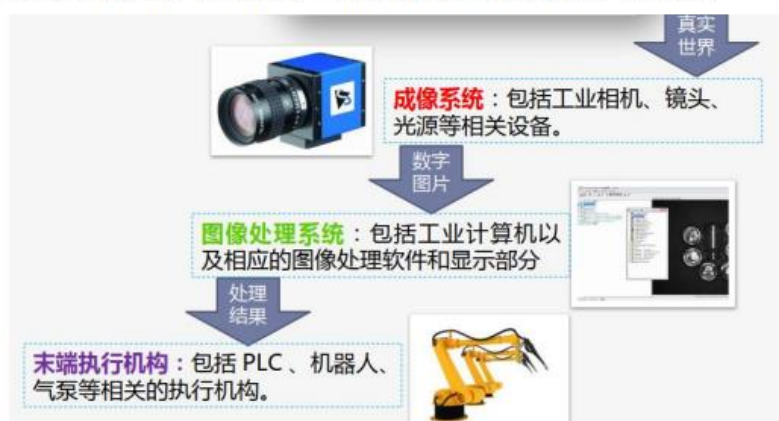 真实
世界
成像系统：包括工业相机、镜头、
光源等相关设备。
数字
图片
图像处理系统：包括工业计算机以
及相应的图像处理软件和显示部分
处理
结果
末端执行机构：包括 PLC 、机器人、
气泵等相关的执行机构。